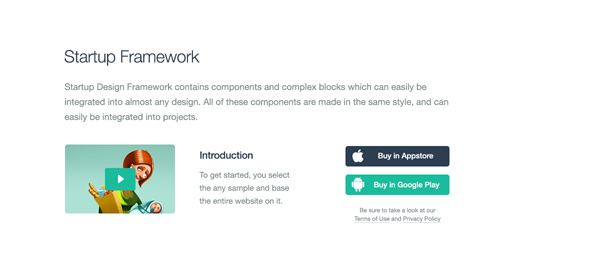 Startup Framework
Startup Design Framework contains components and complex blocks which can easily be
integrated into almost any design. All of these components are made in the same style, and can
easily be integrated into projects.
Introduction
To get started, you select
the any sample and base
the entire website on it.
Buy in Appstore
Buy in Google Play
Be sure to take a look at our
Terms of Use and Privacy Policy